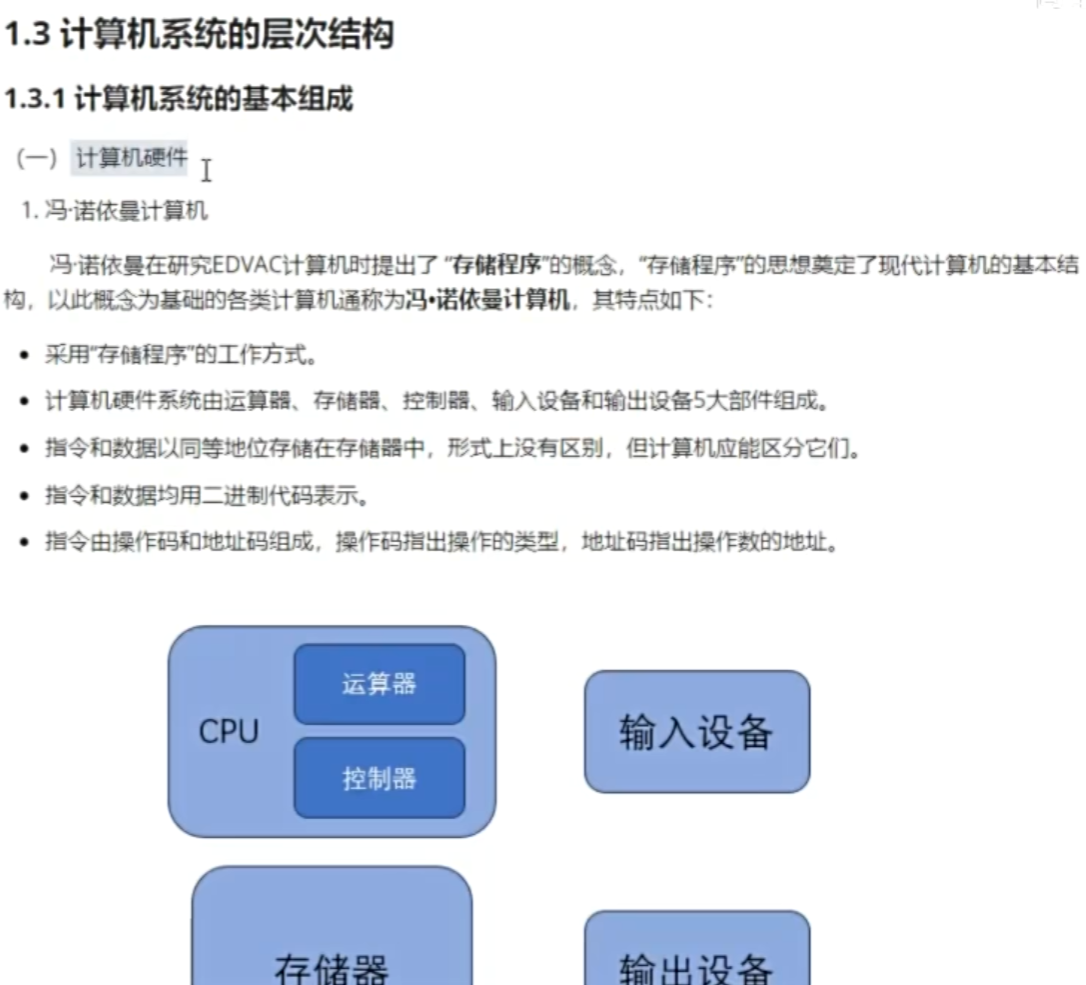 1.3 计算机系统的层次结构
1.3.1 计算机系统的基本组成
（一） 计算机硬件
1. 冯·诺依曼计算机
冯·诺依曼在研究EDVAC计算机时提出了 “存储程序”的概念，“存储程序”的思想奠定了现代计算机的基本结
构，以此概念为基础的各类计算机通称为冯•诺依曼计算机，其特点如下：
• 采用“存储程序”的工作方式。
• 计算机硬件系统由运算器、存储器、控制器、输入设备和输出设备5大部件组成。
• 指令和数据以同等地位存储在存储器中，形式上没有区别，但计算机应能区分它们。
• 指令和数据均用二进制代码表示。
• 指令由操作码和地址码组成，操作码指出操作的类型，地址码指出操作数的地址。
运算器
CPU
控制器
输入设备
存储器
输出设备